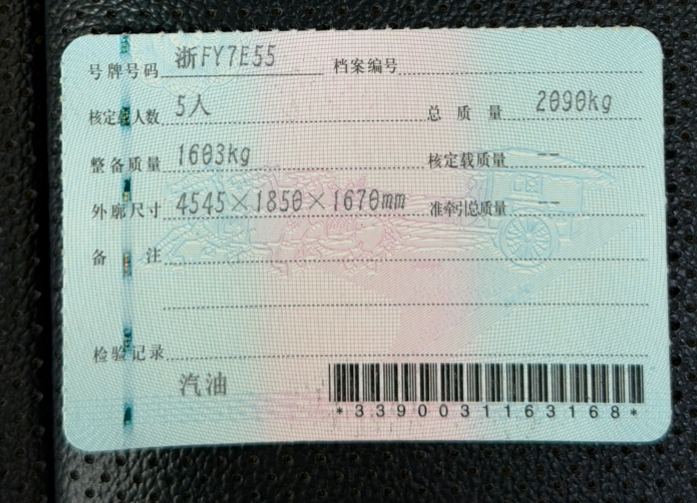 号牌号码 浙FY7E55 档案编号
核定载人数 5人 总质量 2090kg
整备质量 1603kg 核定载质量 --
外廓尺寸 4545×1850×1670mm 准牵引总质量 --
备注
检验记录
汽油
*3390031163168*